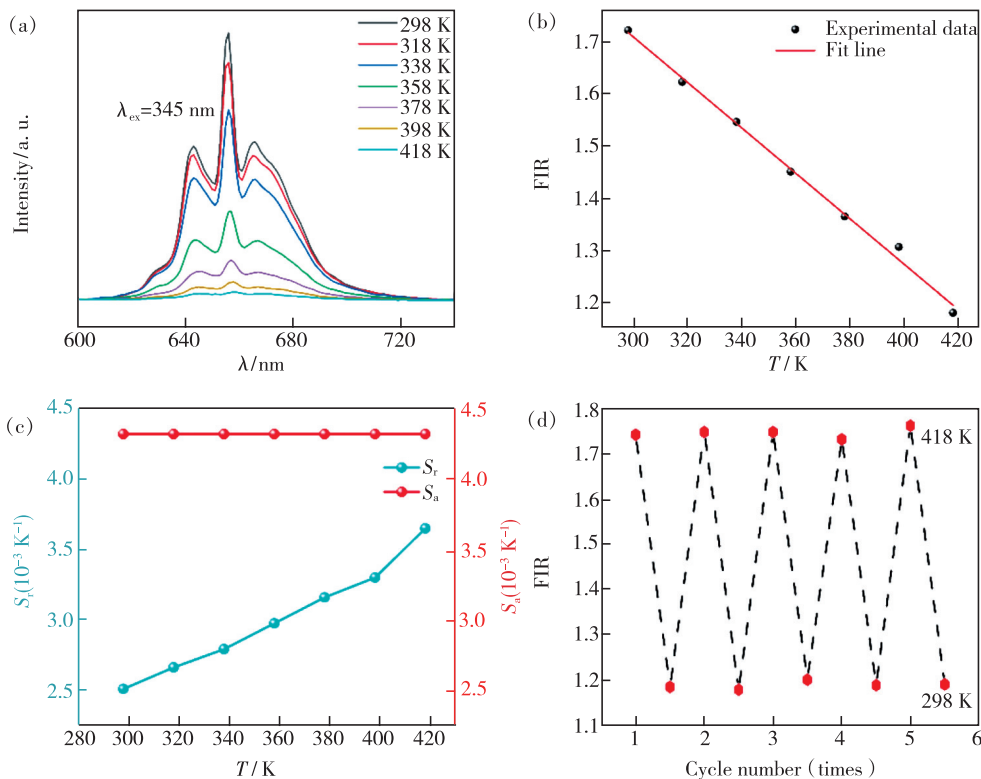 (a)
298 K
318 K
338 K
358 K
378 K
398 K
418 K
λex=345 nm
Intensity/a. u.
600 640 680 720
λ/nm
(b)
Experimental data
Fit line
1.7
1.6
1.5
1.4
1.3
1.2
FIR
300 320 340 360 380 400 420
T / K
(c)
4.5
4.0
3.5
3.0
2.5
Sr(10⁻³ K⁻¹)
Sr
Sa
4.5
4.0
3.5
3.0
2.5
Sa(10⁻³ K⁻¹)
280 300 320 340 360 380 400 420
T / K
(d)
1.8
1.7
1.6
1.5
1.4
1.3
1.2
1.1
FIR
418 K
298 K
1 2 3 4 5 6
Cycle number ( times )